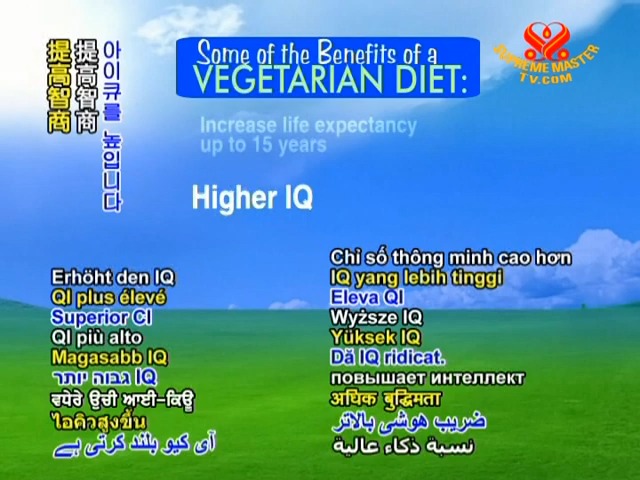 Some of the Benefits of a
VEGETARIAN DIET:
SUPREME MASTER
TV.COM
提高智商
提高智商
아이큐를 높입니다
Increase life expectancy
up to 15 years
Higher IQ
Erhöht den IQ
QI plus élevé
Superior CI
QI più alto
Magasabb IQ
גבוה יותר IQ
ਵਧੇਰੇ ਉਚੀ ਆਈ-ਕਿਊ
ไอคิวสูงขึ้น
آی کیو بلند کرتی ہے
Chỉ số thông minh cao hơn
IQ yang lebih tinggi
Eleva QI
Wyższe IQ
Yüksek IQ
Dă IQ ridicat.
повышает интеллект
अधिक बुद्धिमता
ضریب هوشی بالاتر
نسبة ذكاء عالية